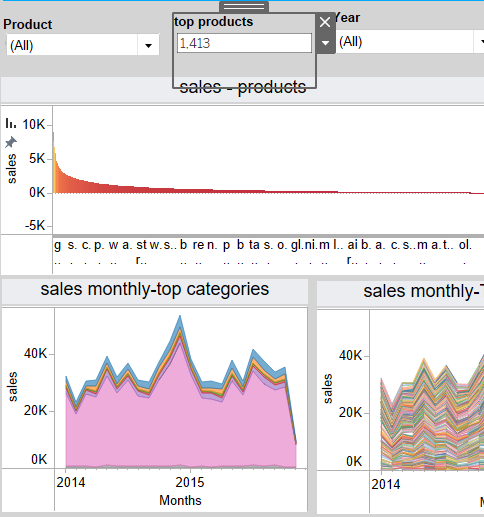 Product
top products
Year
(All)
1,413
(All)
sales - products
10K
5K
0K
-5K
sales
g s. c. p. w a. st w.s.. b re n. p b ta s. o. gl.ni.m l.. ai b a. c. s..m a.t.. ol.
sales monthly-top categories
40K
20K
0K
sales
2014
2015
Months
sales monthly-T
40K
20K
0K
sales
2014
M